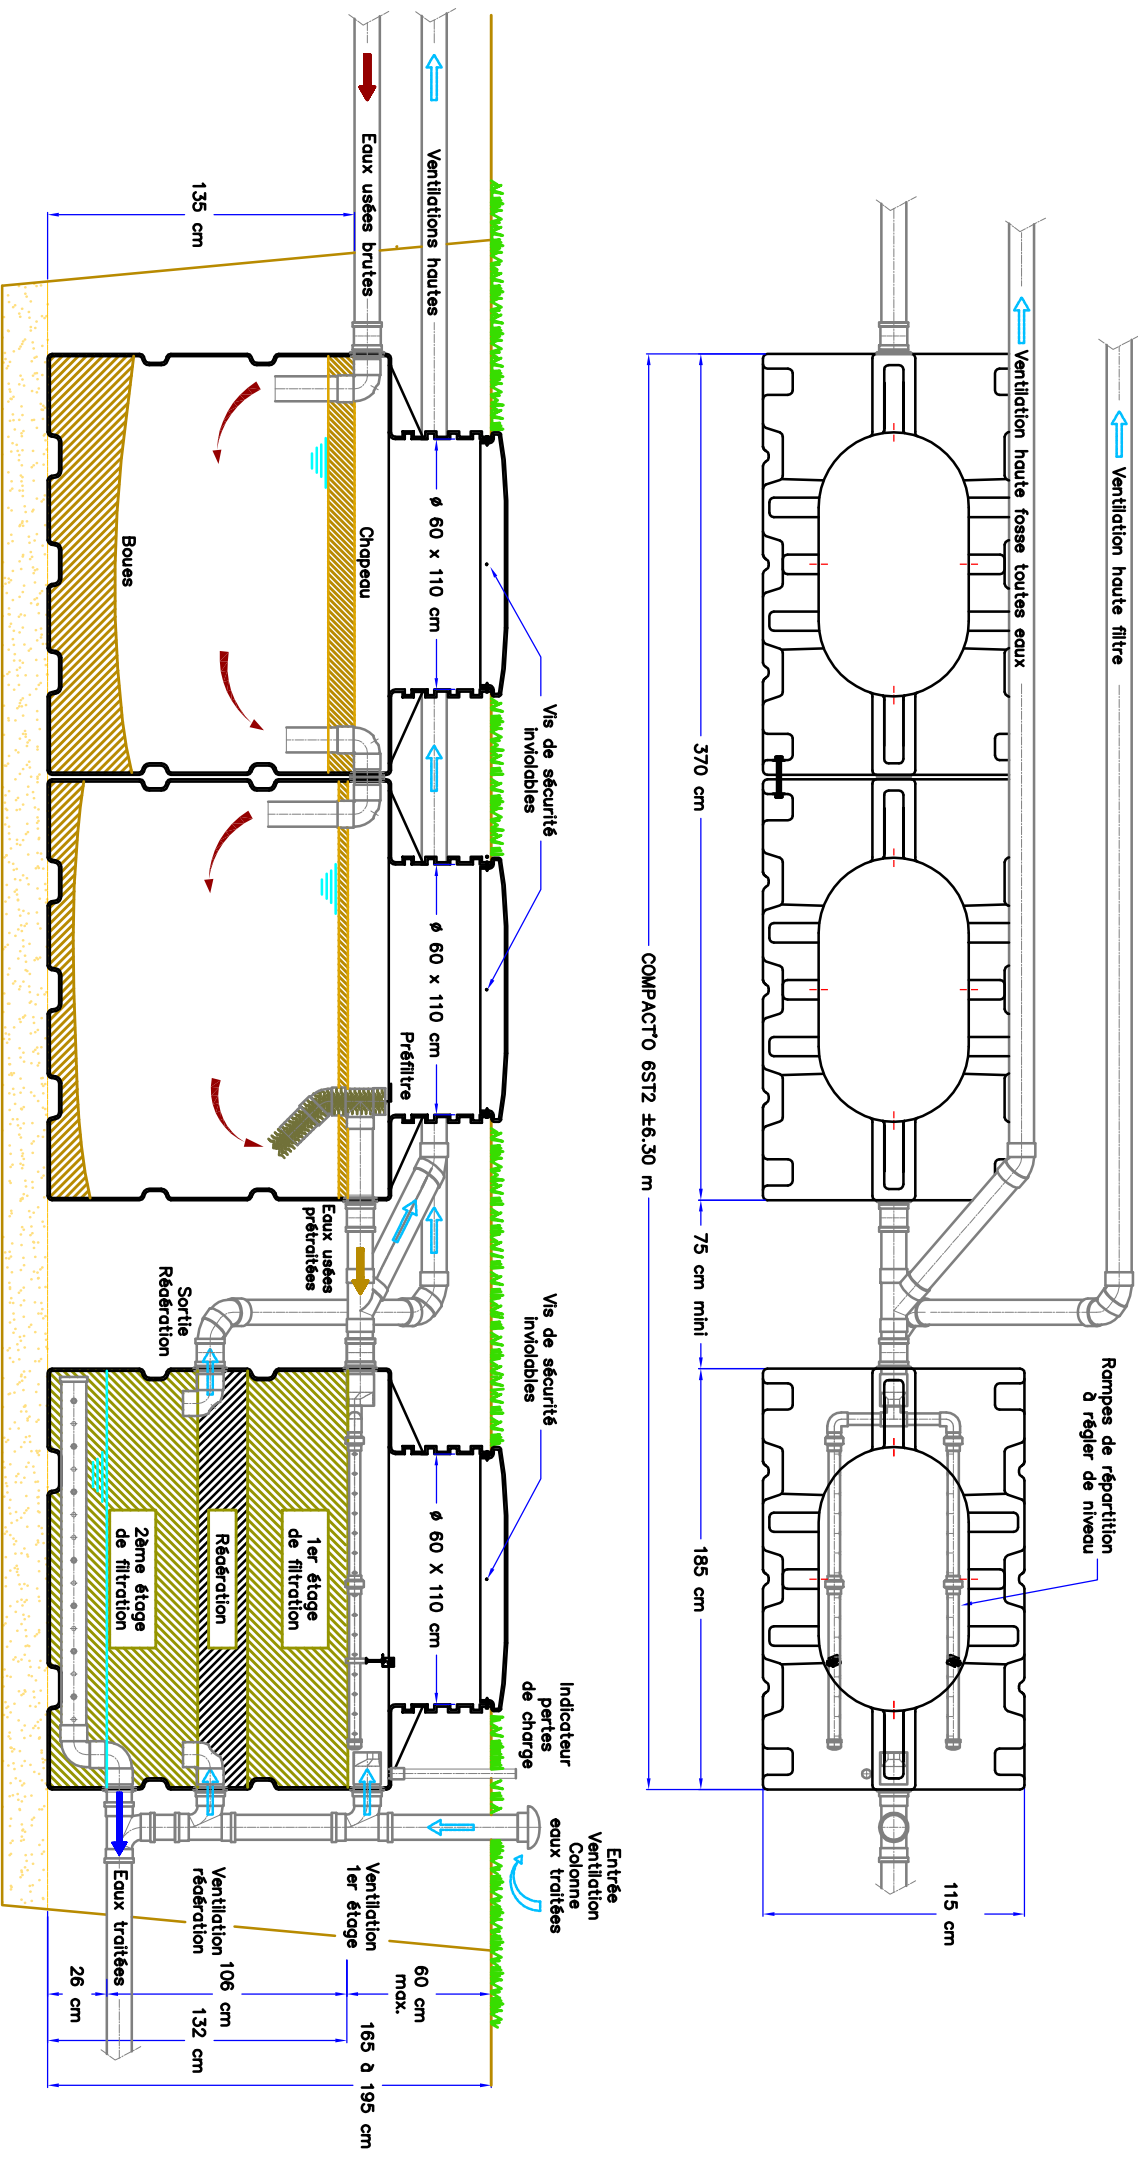 Ventilation haute filtre
Ventilation haute fosse toutes eaux
370 cm
75 cm mini
185 cm
COMPACT'O 6ST2 ±6.30 m
Rampes de répartition
à régler de niveau
115 cm
Vis de sécurité
inviolables
Vis de sécurité
inviolables
Ventilations hautes
Eaux usées brutes
135 cm
ø 60 x 110 cm
ø 60 x 110 cm
ø 60 X 110 cm
Chapeau
Boues
Préfiltre
Eaux usées
prétraitées
Sortie
Réaération
1er étage
de filtration
Réaération
2ème étage
de filtration
Indicateur
pertes
de charge
Entrée
Ventilation
Colonne
eaux traitées
Ventilation
1er étage
Ventilation
réaération
Eaux traitées
60 cm
max.
106 cm
26 cm
132 cm
165 à 195 cm